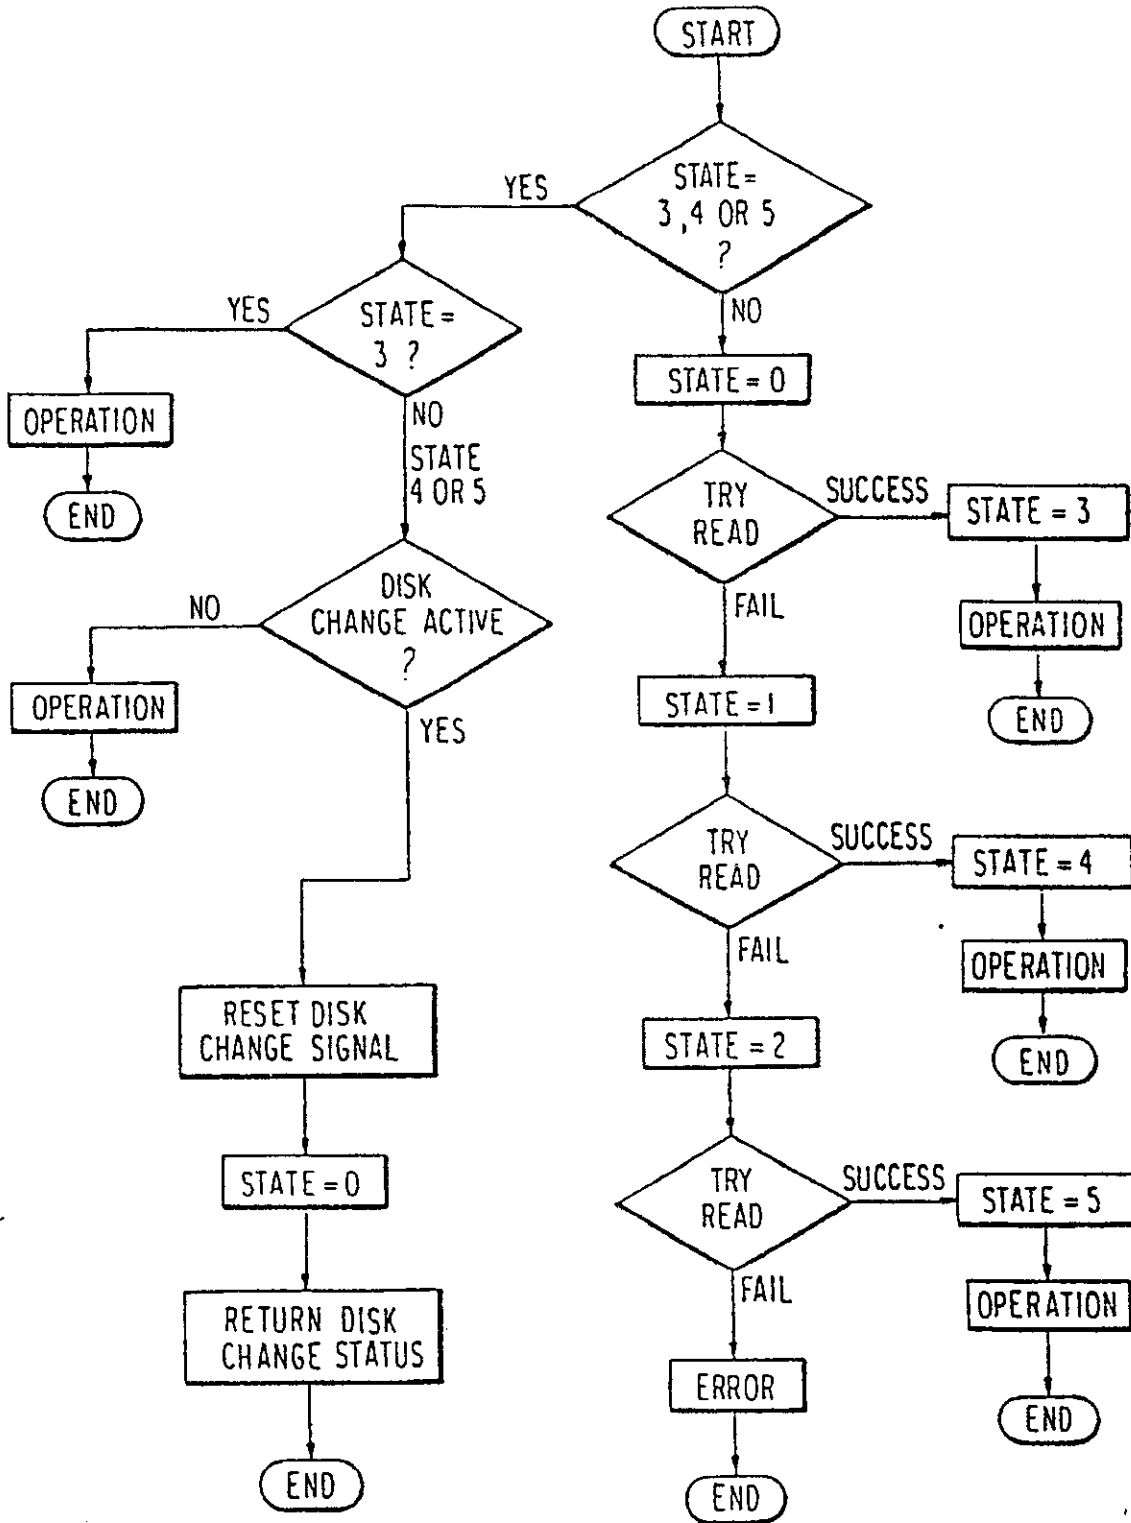 START
STATE=
3,4 OR 5
?
YES
NO
STATE=
3 ?
YES
OPERATION
END
NO
STATE
4 OR 5
DISK
CHANGE ACTIVE
?
NO
OPERATION
END
YES
RESET DISK
CHANGE SIGNAL
STATE=0
RETURN DISK
CHANGE STATUS
END
STATE=0
TRY
READ
SUCCESS
STATE=3
OPERATION
END
FAIL
STATE=1
TRY
READ
SUCCESS
STATE=4
OPERATION
END
FAIL
STATE=2
TRY
READ
SUCCESS
STATE=5
OPERATION
END
FAIL
ERROR
END